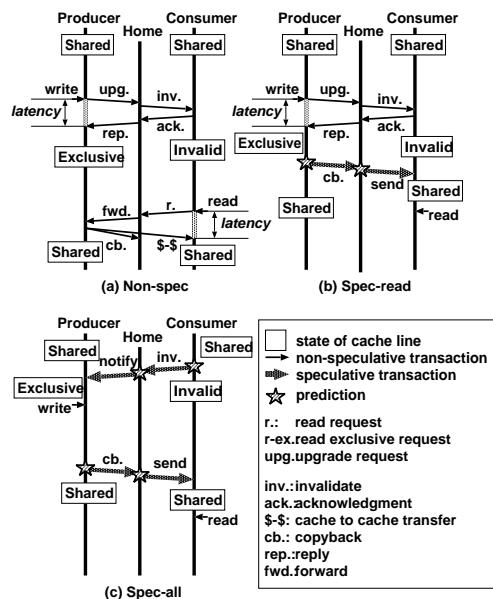 Producer Consumer
Home
Shared Shared
write upg. inv.
latency
rep. ack.
Exclusive Invalid
fwd. r. read
latency
cb. $-$
Shared Shared
(a) Non-spec
Producer Consumer
Home
Shared Shared
write upg. inv.
latency
rep. ack.
Exclusive Invalid
cb. send
Shared
Shared read
(b) Spec-read
Producer Consumer
Home
Shared notify inv. Shared
Exclusive Invalid
write
cb. send
Shared Shared
read
(c) Spec-all
state of cache line
non-speculative transaction
speculative transaction
prediction
r.: read request
r-ex.read exclusive request
upg.upgrade request
inv.:invalidate
ack.:acknowledgment
$-$: cache to cache transfer
cb.: copyback
rep.:reply
fwd.:forward